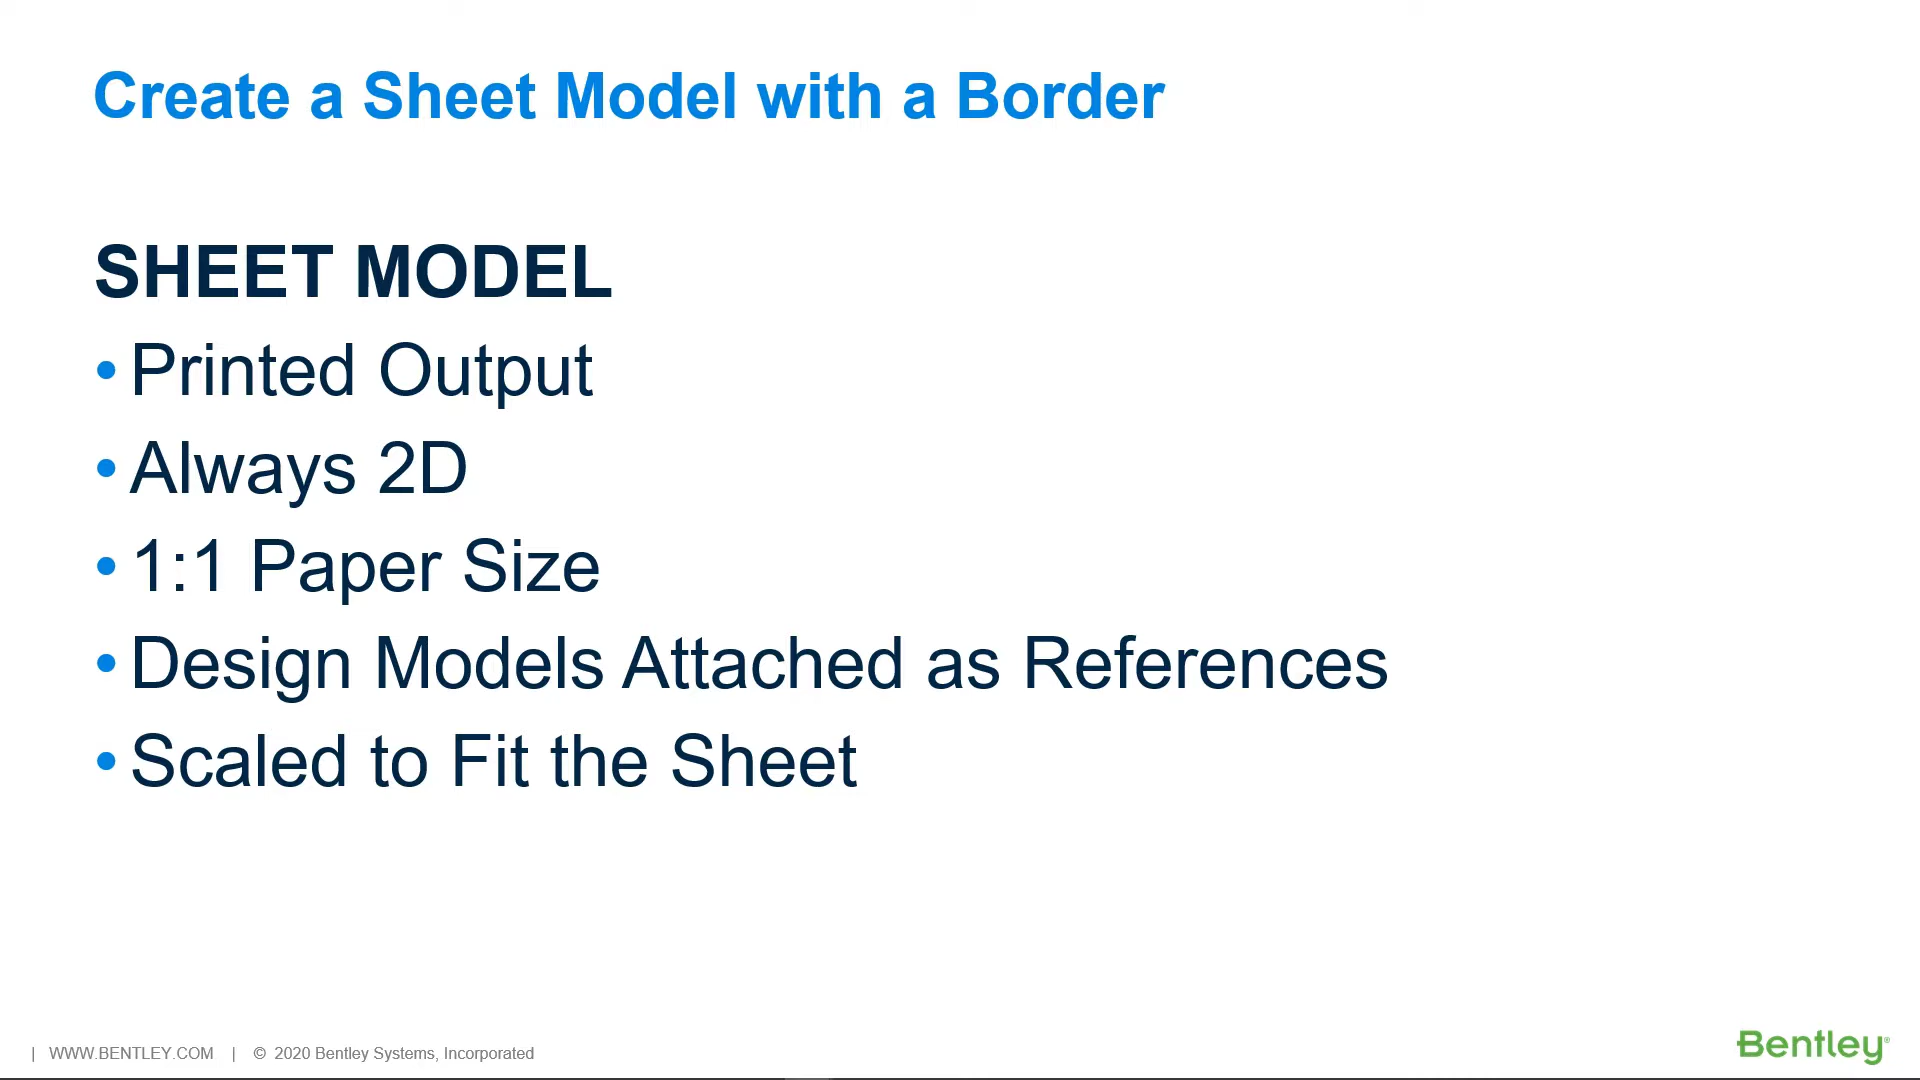 Create a Sheet Model with a Border
SHEET MODEL
• Printed Output
• Always 2D
• 1:1 Paper Size
• Design Models Attached as References
• Scaled to Fit the Sheet
| WWW.BENTLEY.COM | © 2020 Bentley Systems, Incorporated
Bentley®